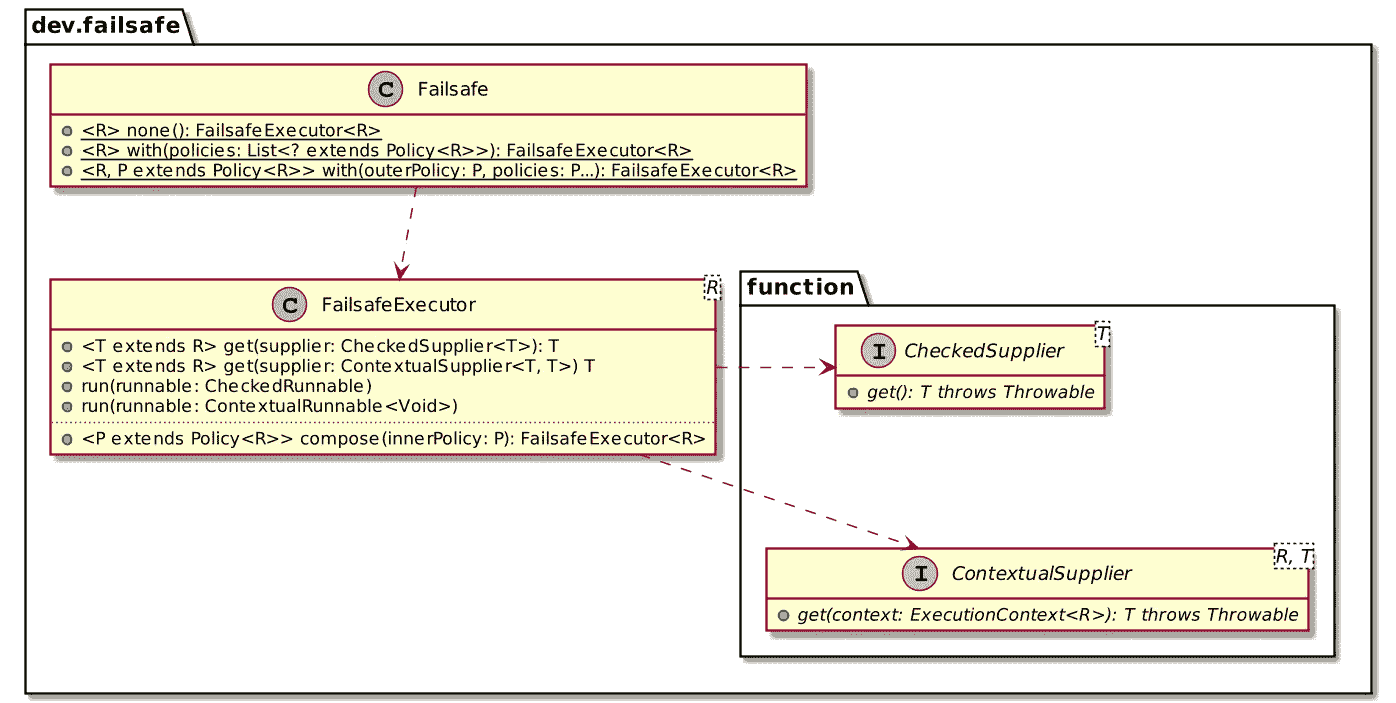 dev.failsafe
C Failsafe
<R> none(): FailsafeExecutor<R>
<R> with(policies: List<? extends Policy<R>>): FailsafeExecutor<R>
<R, P extends Policy<R>> with(outerPolicy: P, policies: P...): FailsafeExecutor<R>
C FailsafeExecutor
R
<T extends R> get(supplier: CheckedSupplier<T>): T
<T extends R> get(supplier: ContextualSupplier<T, T>) T
run(runnable: CheckedRunnable)
run(runnable: ContextualRunnable<Void>)
<P extends Policy<R>> compose(innerPolicy: P): FailsafeExecutor<R>
function
I CheckedSupplier
T
get(): T throws Throwable
I ContextualSupplier
R, T
get(context: ExecutionContext<R>): T throws Throwable